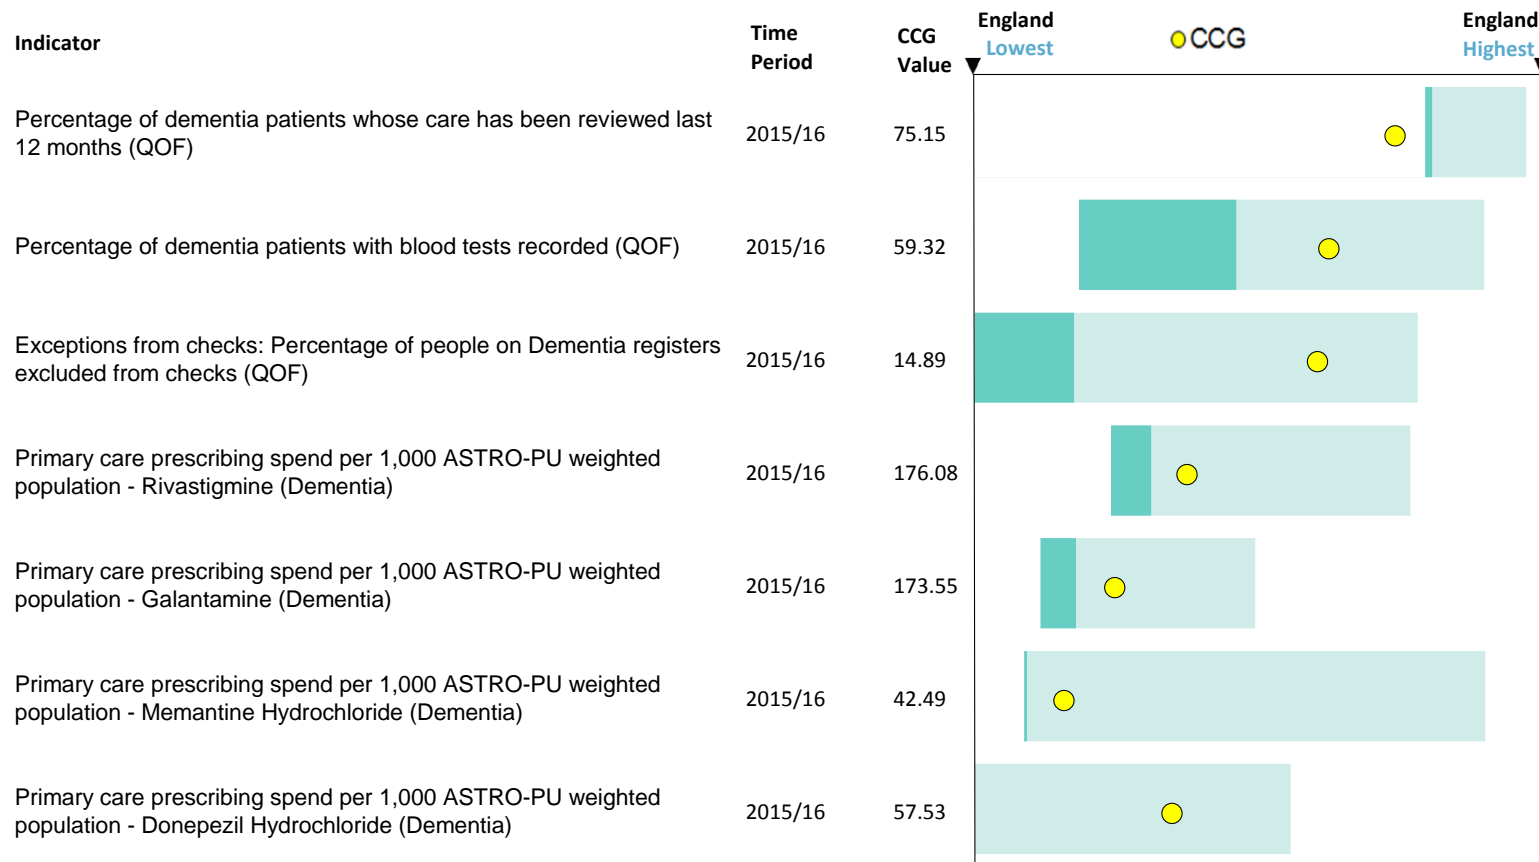 Indicator
Time
Period
CCG
Value
England
Lowest
CCG
England
Highest
Percentage of dementia patients whose care has been reviewed last
12 months (QOF)
2015/16
75.15
Percentage of dementia patients with blood tests recorded (QOF)
2015/16
59.32
Exceptions from checks: Percentage of people on Dementia registers
excluded from checks (QOF)
2015/16
14.89
Primary care prescribing spend per 1,000 ASTRO-PU weighted
population - Rivastigmine (Dementia)
2015/16
176.08
Primary care prescribing spend per 1,000 ASTRO-PU weighted
population - Galantamine (Dementia)
2015/16
173.55
Primary care prescribing spend per 1,000 ASTRO-PU weighted
population - Memantine Hydrochloride (Dementia)
2015/16
42.49
Primary care prescribing spend per 1,000 ASTRO-PU weighted
population - Donepezil Hydrochloride (Dementia)
2015/16
57.53